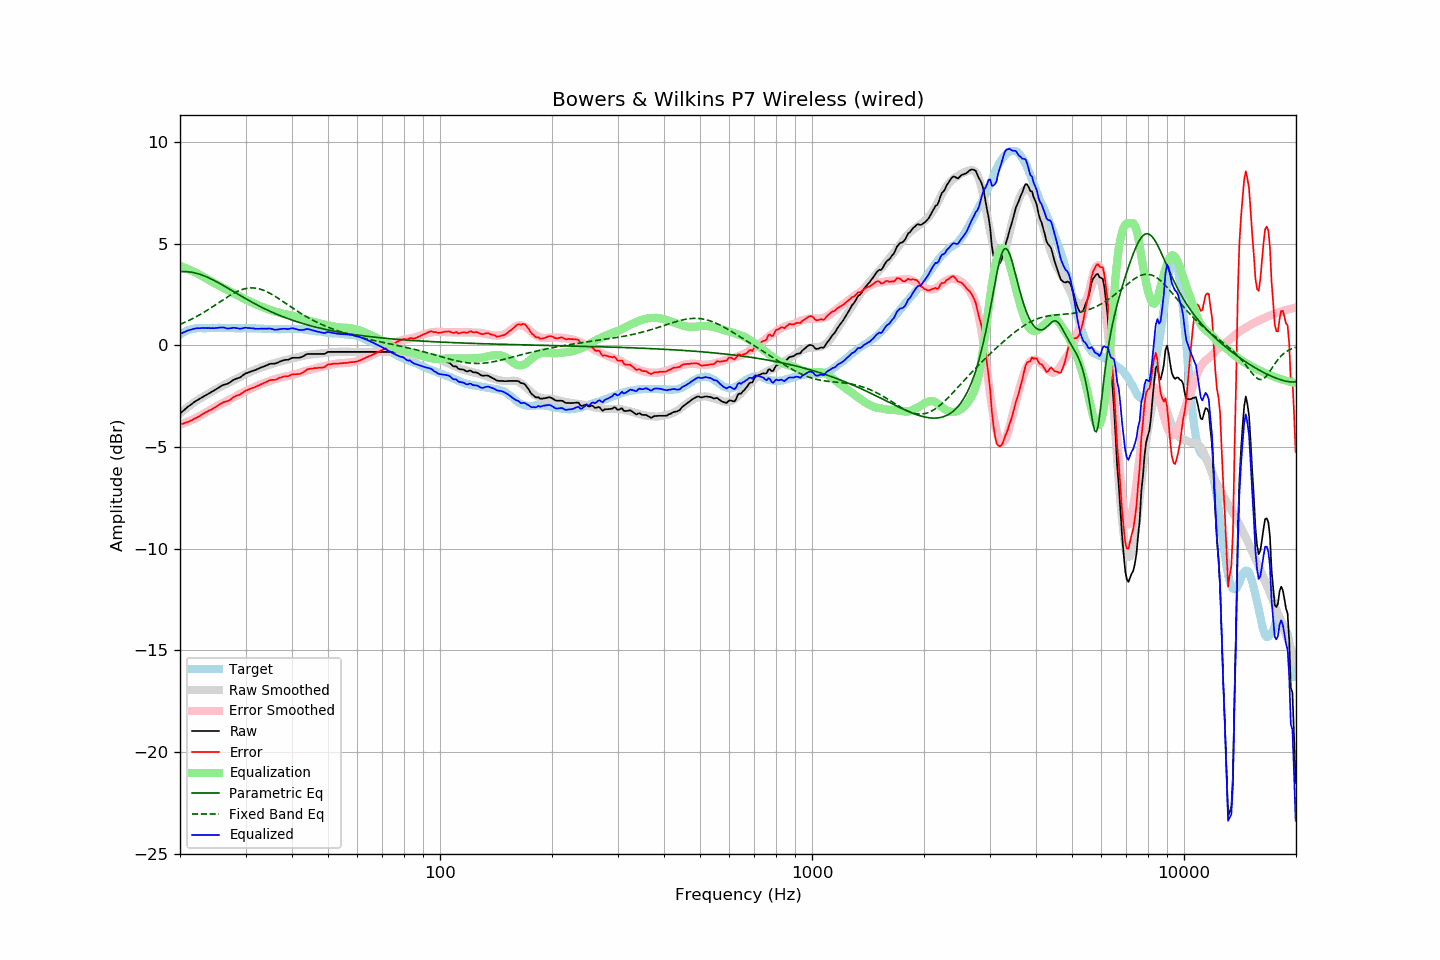 Bowers & Wilkins P7 Wireless (wired)
10
5
0
−5
−10
−15
−20
−25
Amplitude (dBr)
Target
Raw Smoothed
Error Smoothed
Raw
Error
Equalization
Parametric Eq
Fixed Band Eq
Equalized
100
1000
10000
Frequency (Hz)